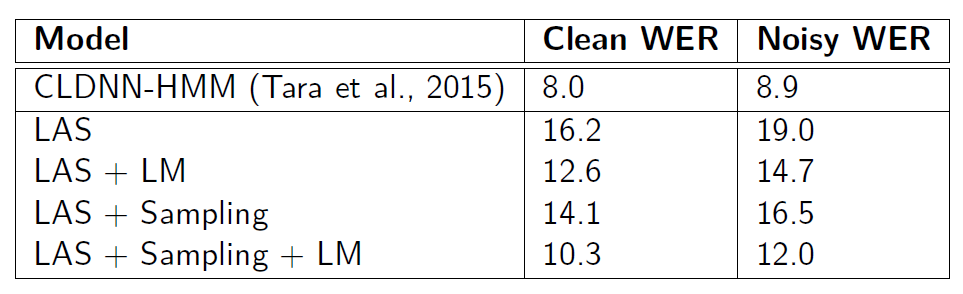 Model Clean WER Noisy WER
CLDNN-HMM (Tara et al., 2015) 8.0 8.9
LAS 16.2 19.0
LAS + LM 12.6 14.7
LAS + Sampling 14.1 16.5
LAS + Sampling + LM 10.3 12.0